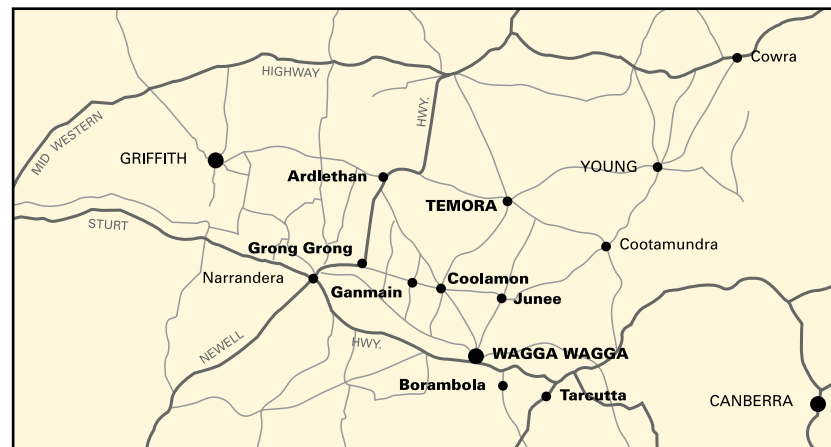 Cowra
HIGHWAY
MID WESTERN
HWY.
GRIFFITH
YOUNG
Ardlethan
TEMORA
STURT
Grong Grong
Cootamundra
Narrandera
Ganmain
Coolamon
Junee
NEWELL
HWY.
WAGGA WAGGA
Borambola
Tarcutta
CANBERRA